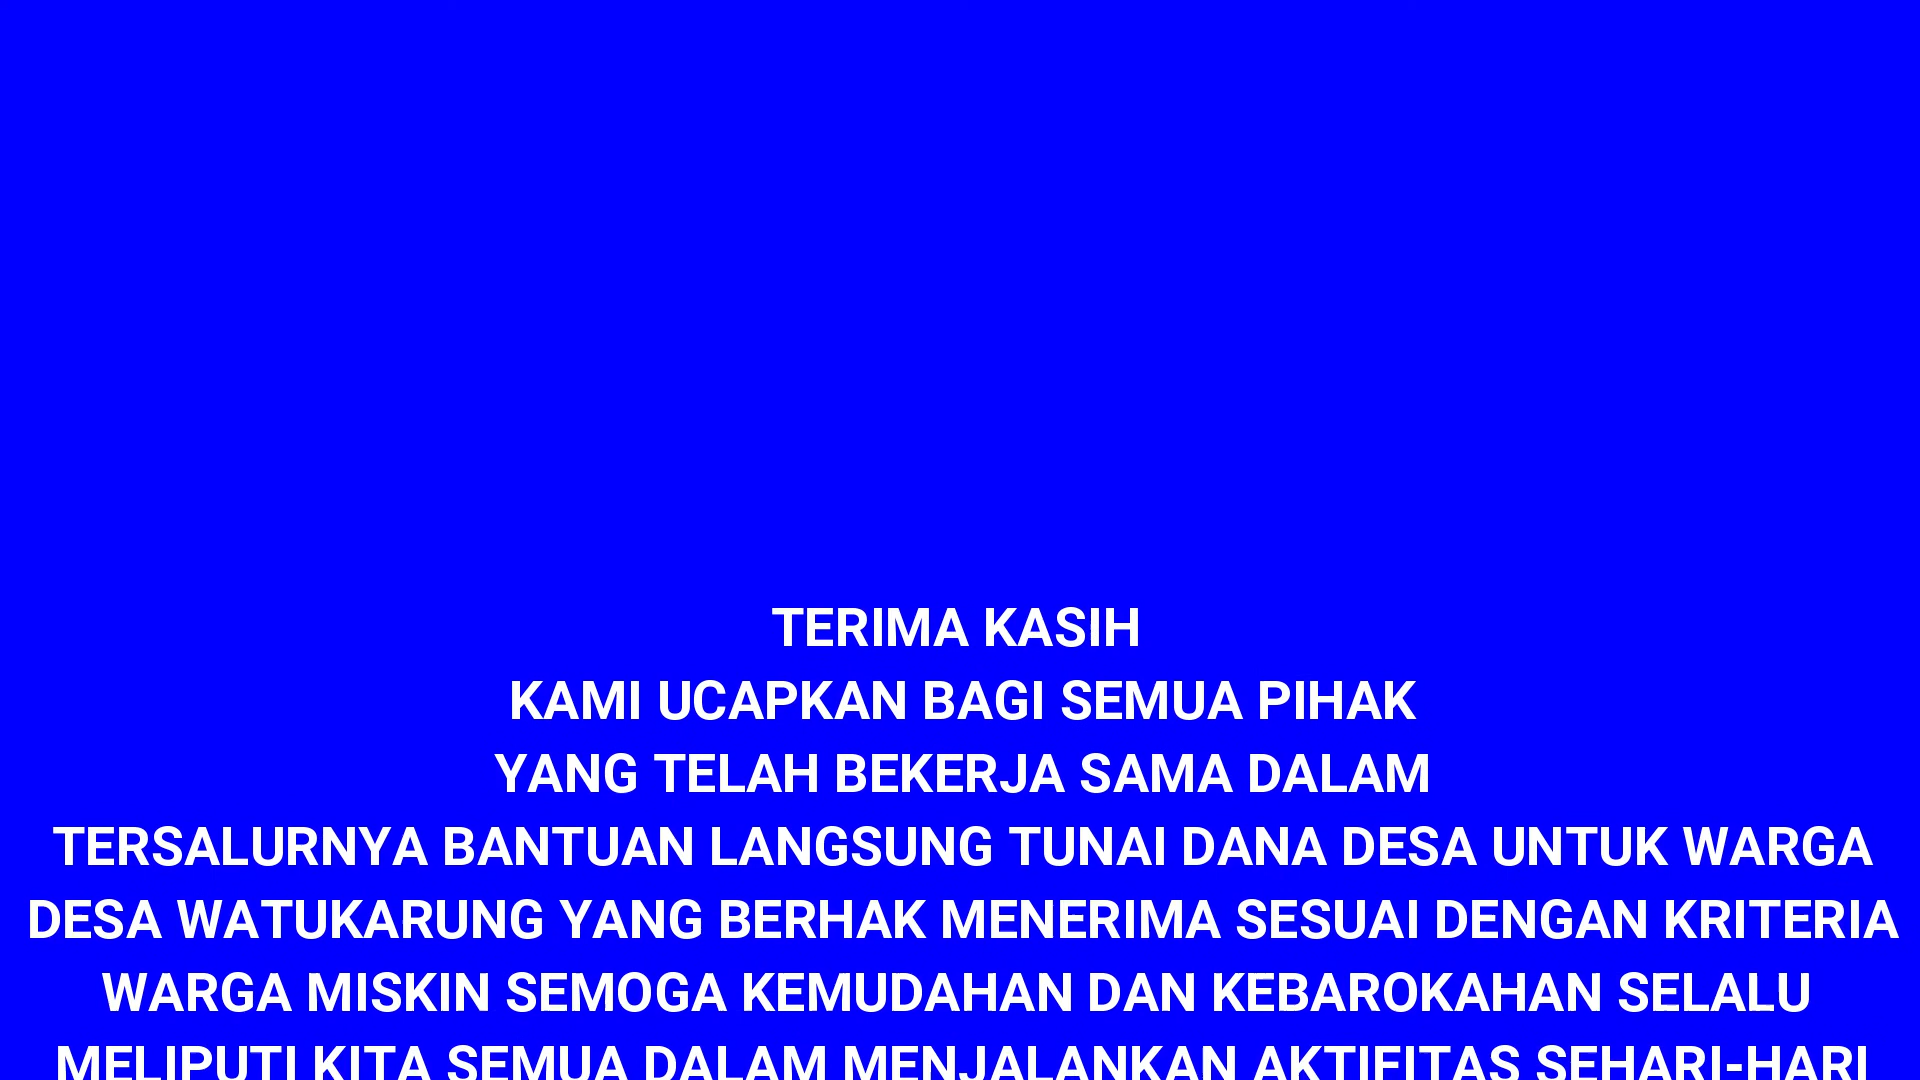 TERIMA KASIH
KAMI UCAPKAN BAGI SEMUA PIHAK
YANG TELAH BEKERJA SAMA DALAM
TERSALURNYA BANTUAN LANGSUNG TUNAI DANA DESA UNTUK WARGA
DESA WATUKARUNG YANG BERHAK MENERIMA SESUAI DENGAN KRITERIA
WARGA MISKIN SEMOGA KEMUDAHAN DAN KEBAROKAHAN SELALU
MELIPUTI KITA SEMUA DALAM MENJALANKAN AKTIFITAS SEHARI-HARI